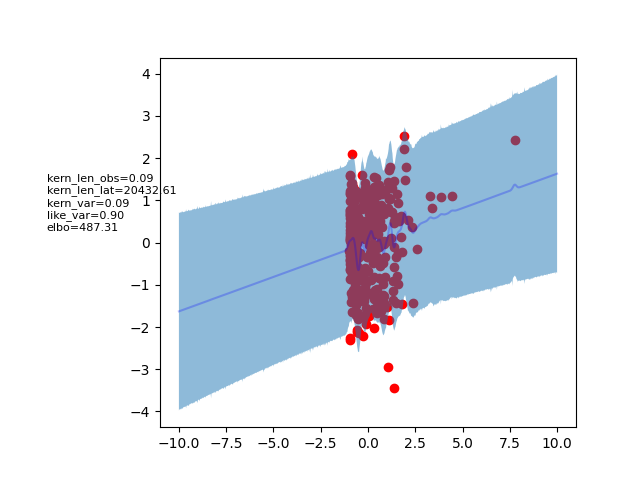 4
3
2
1
0
−1
−2
−3
−4
kern_len_obs=0.09
kern_len_lat=20432.61
kern_var=0.09
like_var=0.90
elbo=487.31
−10.0 −7.5 −5.0 −2.5 0.0 2.5 5.0 7.5 10.0